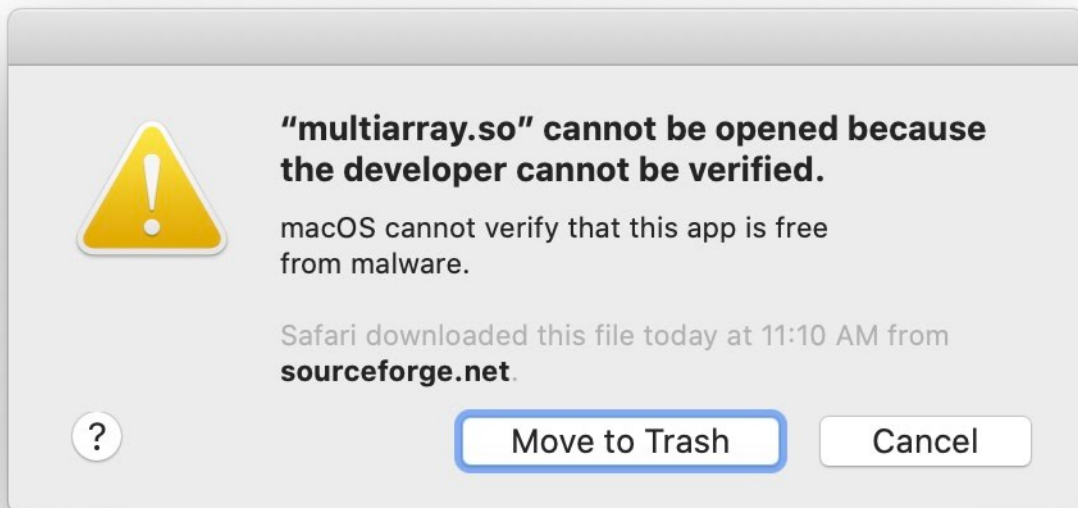 “multiarray.so” cannot be opened because
the developer cannot be verified.
macOS cannot verify that this app is free
from malware.
Safari downloaded this file today at 11:10 AM from
sourceforge.net.
?
Move to Trash
Cancel